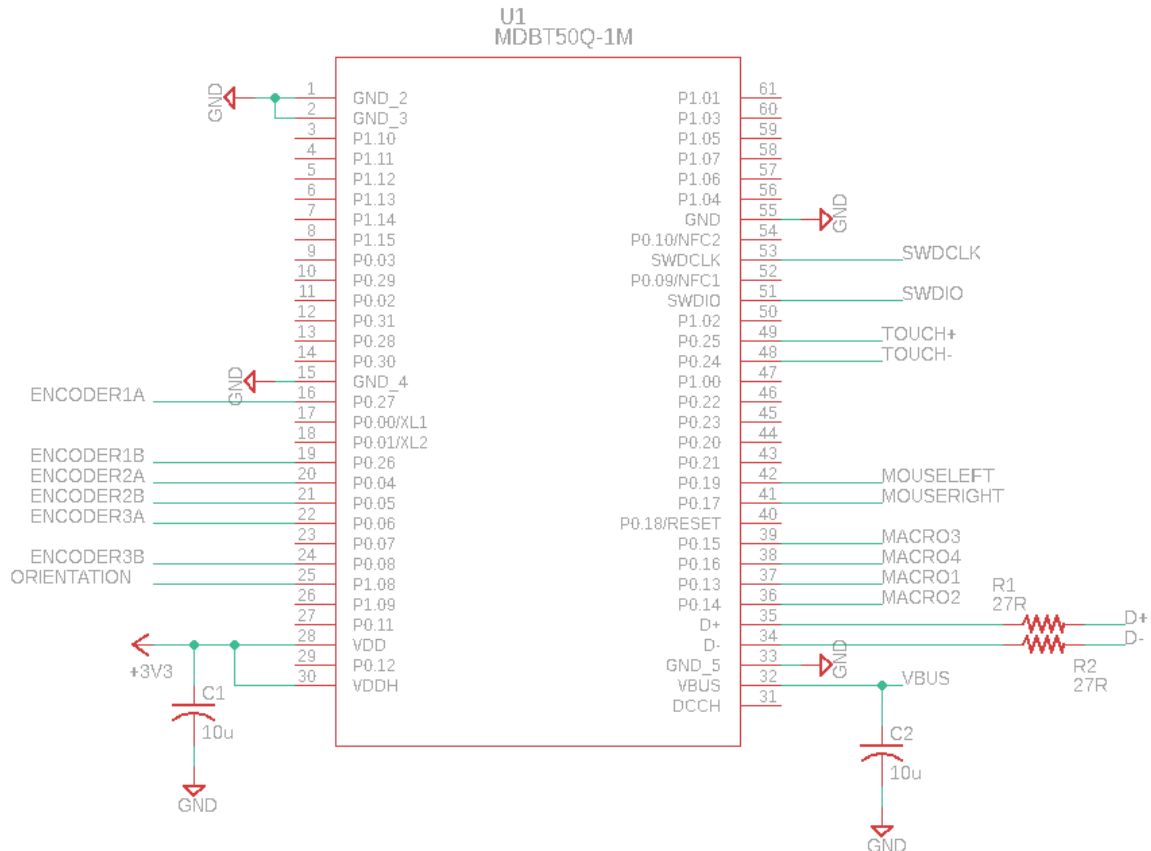 U1
MDBT50Q-1M
GND
1 GND_2
2 GND_3
3 P1.10
4 P1.11
5 P1.12
6 P1.13
7 P1.14
8 P1.15
9 P0.03
10 P0.29
11 P0.02
12 P0.31
13 P0.28
14 P0.30
GND 15 GND_4
ENCODER1A 16 P0.27
17 P0.00/XL1
18 P0.01/XL2
ENCODER1B 19 P0.26
ENCODER2A 20 P0.04
ENCODER2B 21 P0.05
ENCODER3A 22 P0.06
23 P0.07
ENCODER3B 24 P0.08
ORIENTATION 25 P1.08
26 P1.09
27 P0.11
+3V3 28 VDD
29 P0.12
30 VDDH
C1
10u
GND
P1.01 61
P1.03 60
P1.05 59
P1.07 58
P1.06 57
P1.04 56
GND 55 GND
P0.10/NFC2 54
SWDCLK 53 SWDCLK
P0.09/NFC1 52
SWDIO 51 SWDIO
P1.02 50
P0.25 49 TOUCH+
P0.24 48 TOUCH-
P1.00 47
P0.22 46
P0.23 45
P0.20 44
P0.21 43
P0.19 42 MOUSELEFT
P0.17 41 MOUSERIGHT
P0.18/RESET 40
P0.15 39 MACRO3
P0.16 38 MACRO4
P0.13 37 MACRO1
P0.14 36 MACRO2
R1
27R
D+ 35 D+
D- 34 D-
R2
27R
GND_5 33 GND
VBUS 32 VBUS
DCCH 31
C2
10u
GND